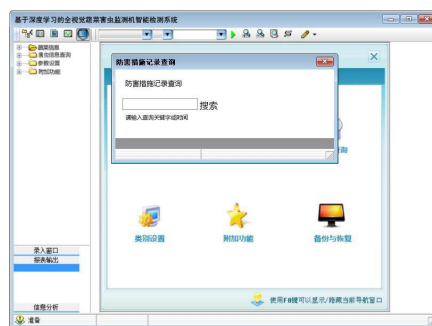 基于深度学习的全视觉蔬菜害虫监测机智能检测系统
蔬菜信息
害虫信息查询
参数设置
附加功能
防害措施记录查询
防害措施记录查询
搜索
请输入查询关键字或时间
查询
类别设置
附加功能
备份与恢复
录入窗口
报表输出
信息分析
使用F8键可以显示/隐藏当前导航窗口
准备